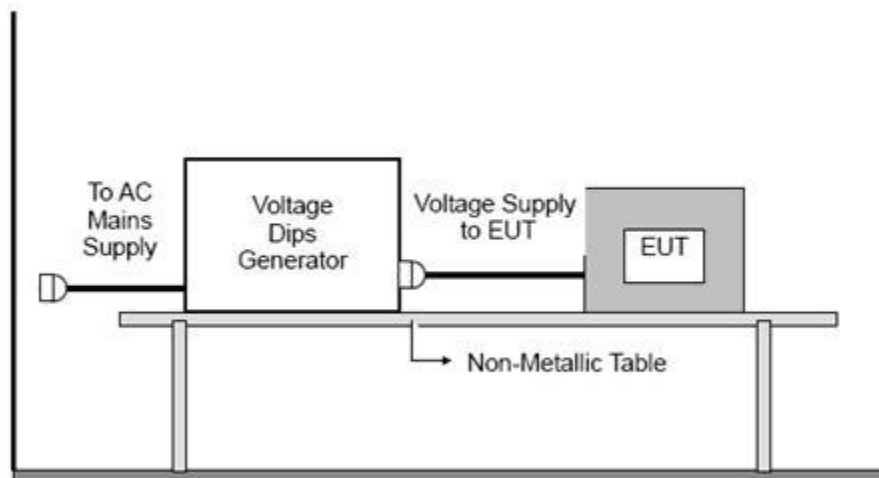 To AC
Mains
Supply
Voltage
Dips
Generator
Voltage Supply
to EUT
EUT
Non-Metallic Table